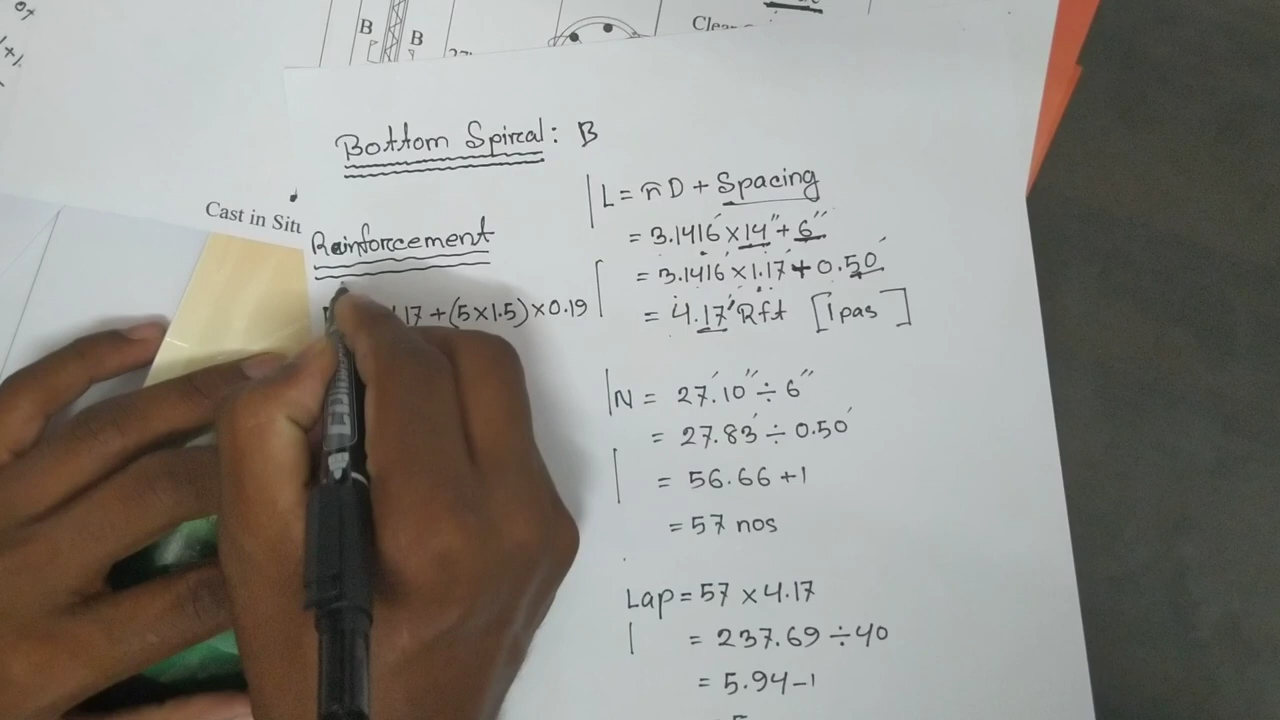 B
B
Clea
Cast in Situ
Bottom Spiral: B
Reinforcement
17 + (5×1.5) × 0.19
L = πD + Spacing
= 3.1416' × 14" + 6"
= 3.1416' × 1.17' + 0.50'
= 4.17' Rft [1 pas]
N = 27'.10" ÷ 6"
= 27.83' ÷ 0.50'
= 56.66 + 1
= 57 nos
Lap = 57 × 4.17
= 237.69 ÷ 40
= 5.94 - 1